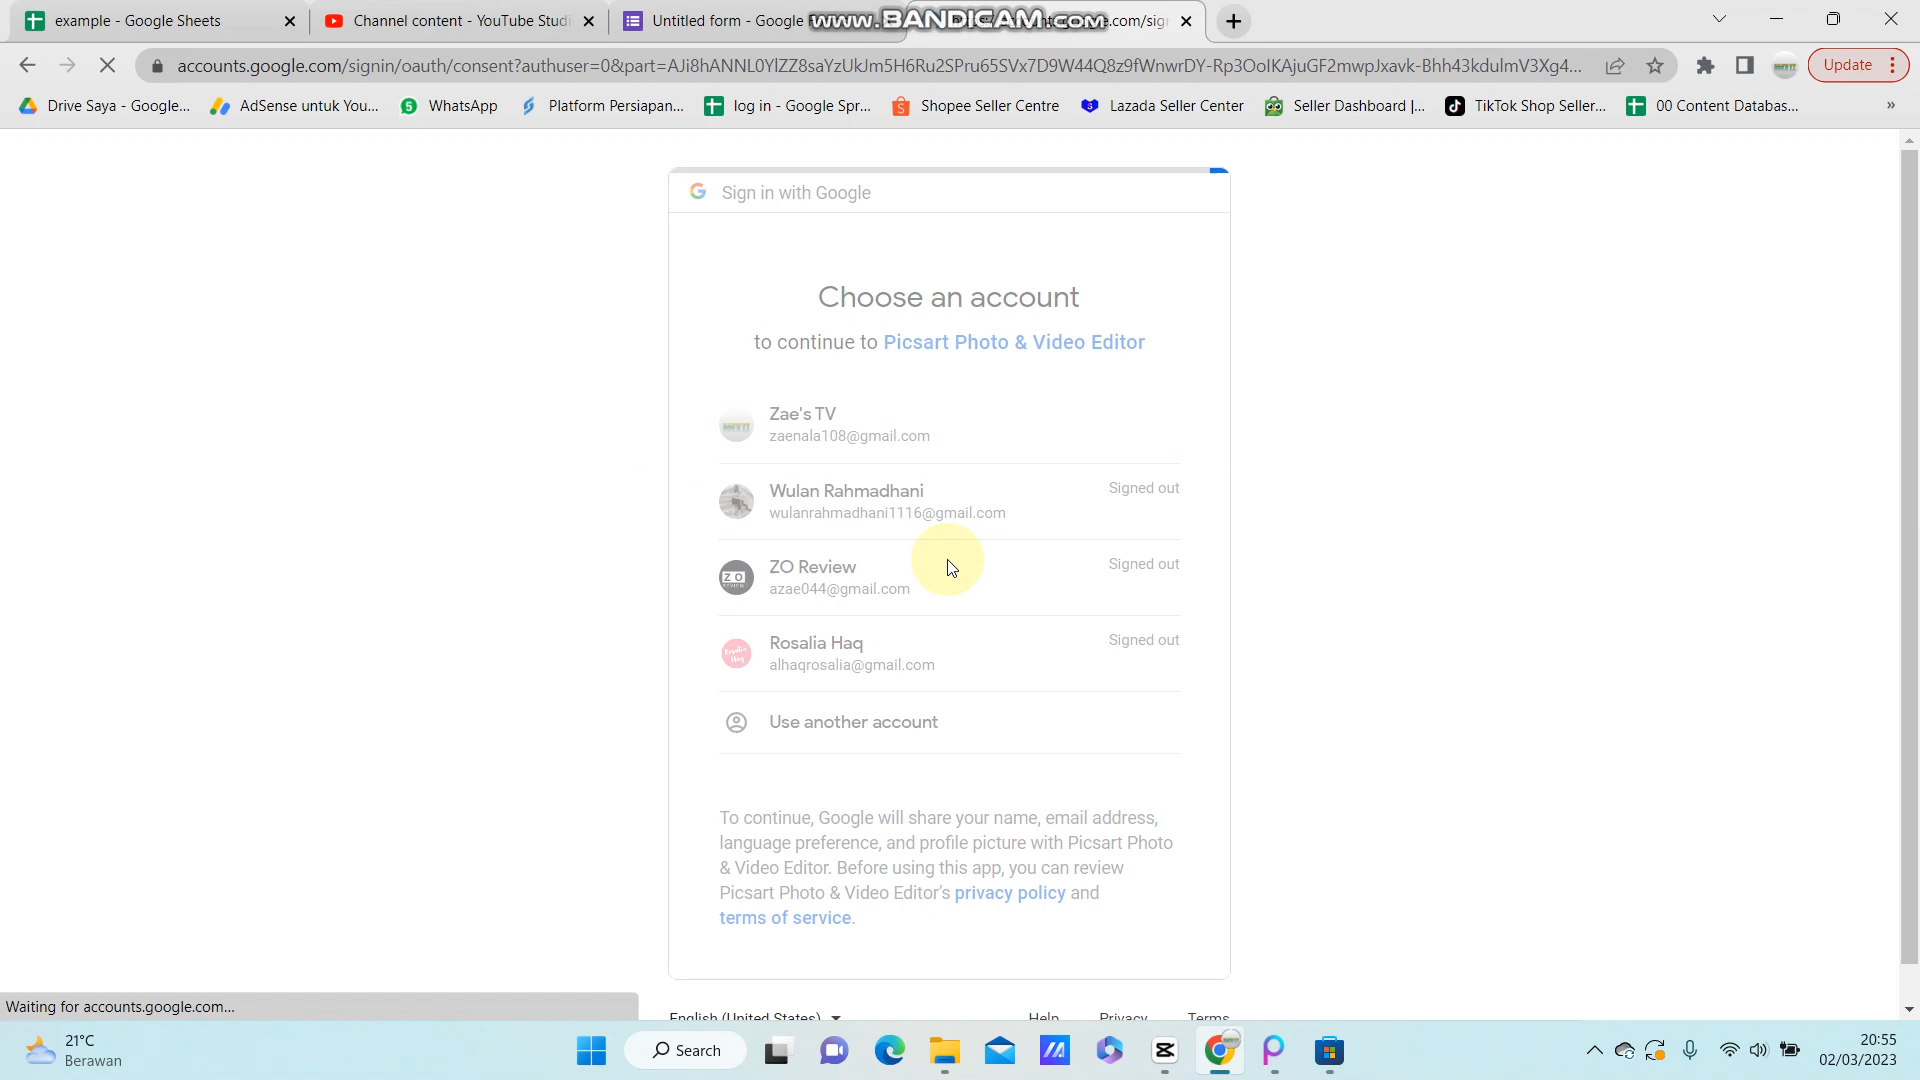 example - Google Sheets
Channel content - YouTube Studi
Untitled form - Google
www.BANDICAM.com
accounts.google.com/signin/oauth/consent?authuser=0&part=AJi8hANNL0YlZZ8saYzUkJm5H6Ru2SPru65SVx7D9W44Q8z9fWnwrDY-Rp3OoIKAjuGF2mwpJxavk-Bhh43kdulmV3Xg4...
Update
Drive Saya - Google...
AdSense untuk You...
WhatsApp
Platform Persiapan...
log in - Google Spr...
Shopee Seller Centre
Lazada Seller Center
Seller Dashboard |...
TikTok Shop Seller...
00 Content Databas...
»
Sign in with Google
Choose an account
to continue to Picsart Photo & Video Editor
Zae's TV
zaenala108@gmail.com
Wulan Rahmadhani
Signed out
wulanrahmadhani1116@gmail.com
ZO Review
Signed out
azae044@gmail.com
Rosalia Haq
Signed out
alhaqrosalia@gmail.com
Use another account
To continue, Google will share your name, email address,
language preference, and profile picture with Picsart Photo
& Video Editor. Before using this app, you can review
Picsart Photo & Video Editor's privacy policy and
terms of service.
Waiting for accounts.google.com...
English (United States)
Help
Privacy
Terms
21°C
Berawan
Search
20:55
02/03/2023